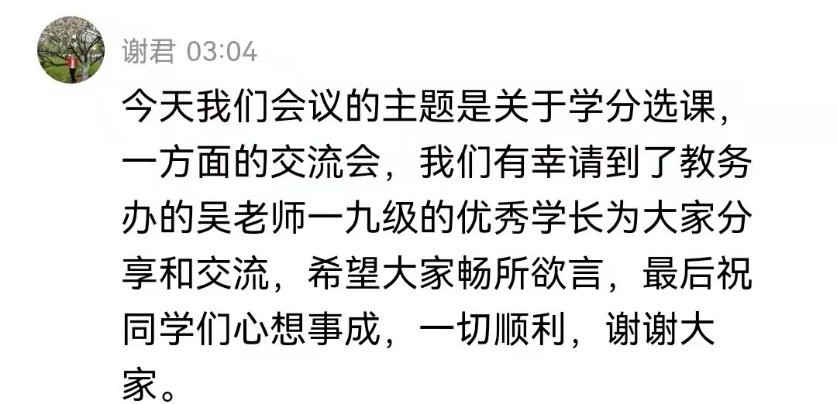 谢君 03:04
今天我们会议的主题是关于学分选课，
一方面的交流会，我们有幸请到了教务
办的吴老师一九级的优秀学长为大家分
享和交流，希望大家畅所欲言，最后祝
同学们心想事成，一切顺利，谢谢大
家。